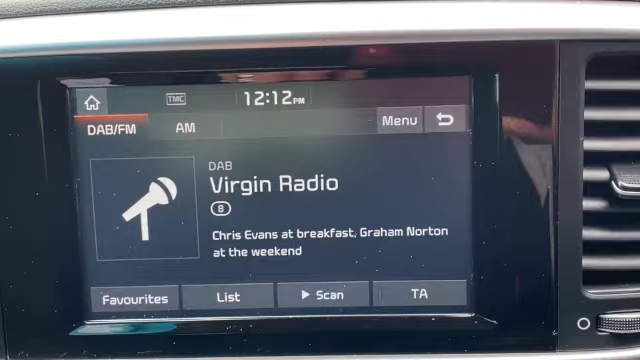 TMC 12:12PM
DAB/FM AM Menu
DAB
Virgin Radio
8
Chris Evans at breakfast, Graham Norton
at the weekend
Favourites List Scan TA